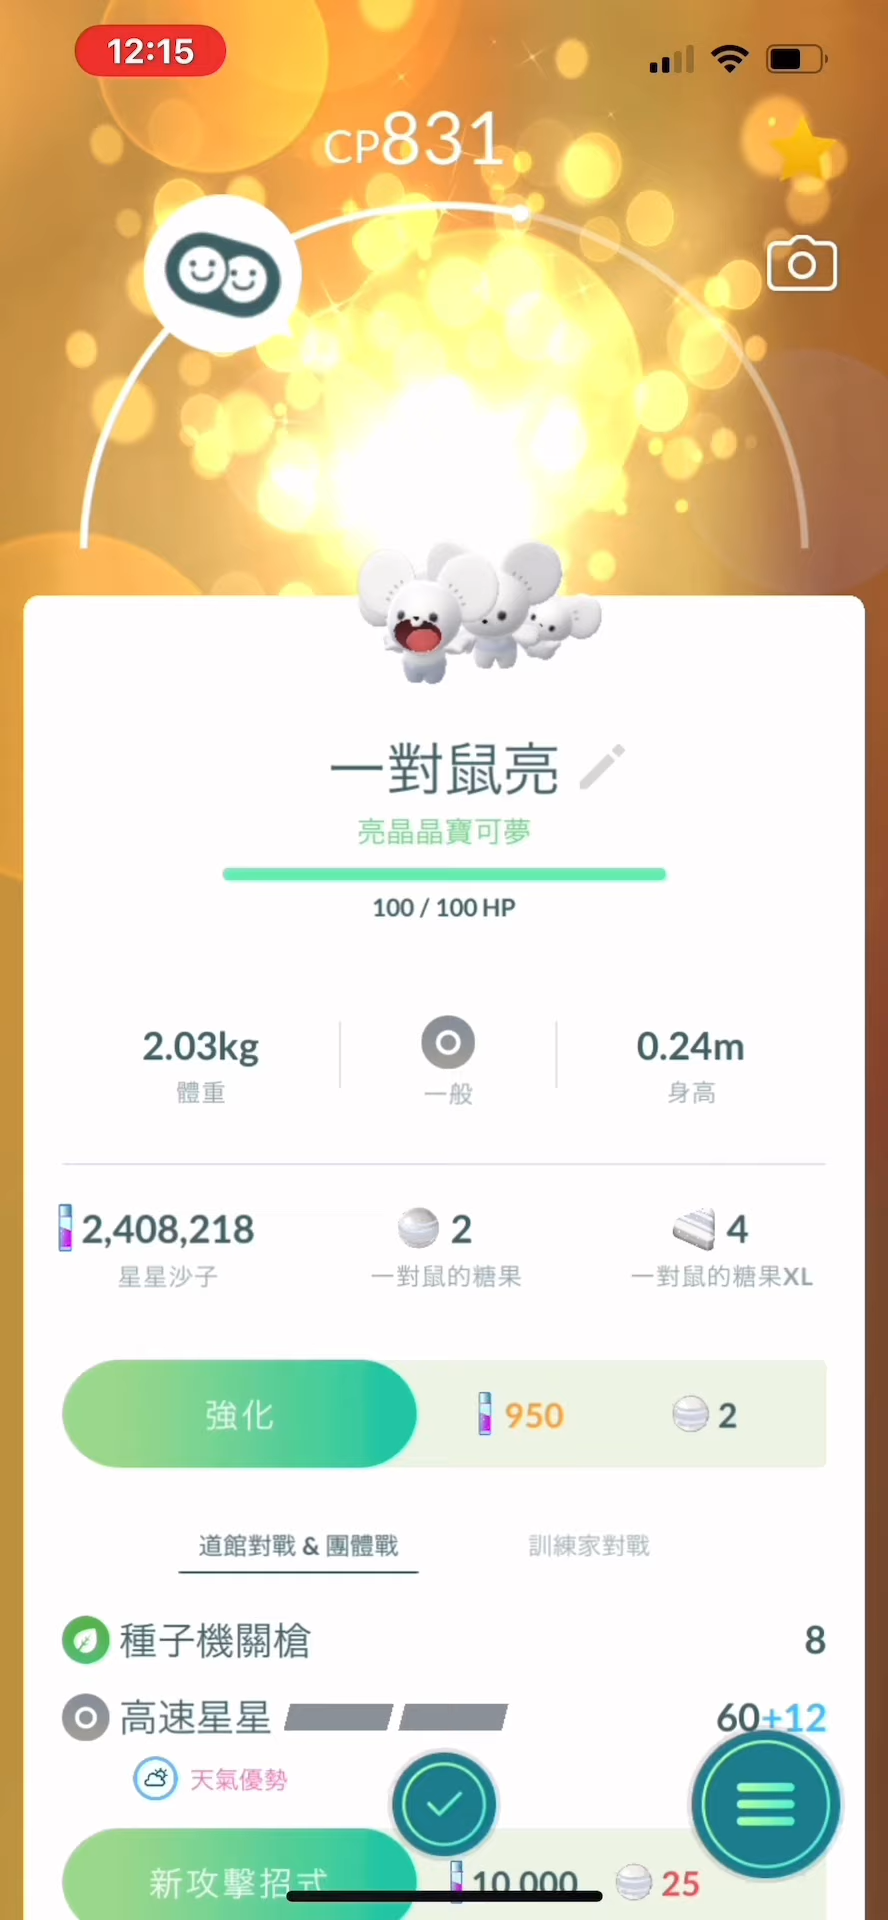 12:15
CP831
一對鼠亮
亮晶晶寶可夢
100 / 100 HP
2.03kg
一般
0.24m
體重
身高
2,408,218
2
4
星星沙子
一對鼠的糖果
一對鼠的糖果XL
強化
950
2
道館對戰 & 團體戰
訓練家對戰
種子機關槍
8
高速星星
60+12
天氣優勢
新攻擊招式
10,000
25